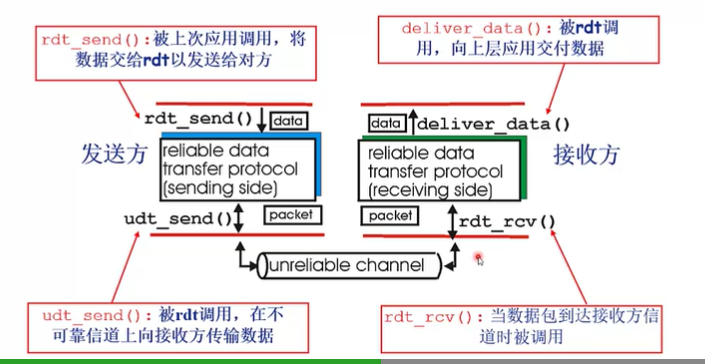 rdt_send():被上次应用调用，将
数据交给rdt以发送给对方
deliver_data():被rdt调
用，向上层应用交付数据
rdt_send()
data
data
deliver_data()
发送方
reliable data
transfer protocol
(sending side)
reliable data
transfer protocol
(receiving side)
接收方
udt_send()
packet
packet
rdt_rcv()
unreliable channel
udt_send():被rdt调用，在不
可靠信道上向接收方传输数据
rdt_rcv():当数据包到达接收方信
道时被调用